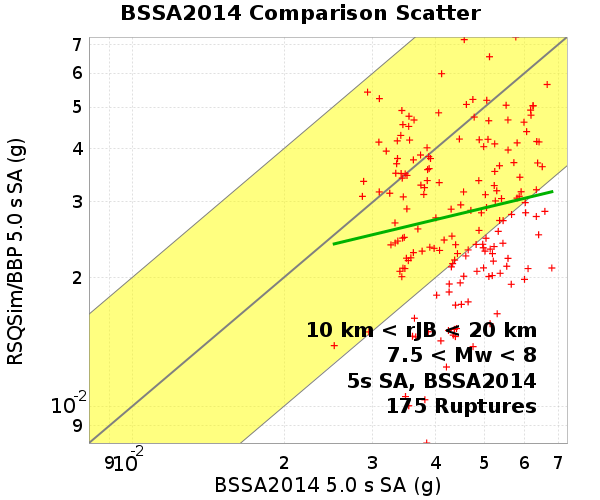 BSSA2014 Comparison Scatter
RSQSim/BBP 5.0 s SA (g)
7
6
5
4
3
2
10-2
9
10 km < rJB < 20 km
7.5 < Mw < 8
5s SA, BSSA2014
175 Ruptures
9 10-2 2 3 4 5 6 7
BSSA2014 5.0 s SA (g)